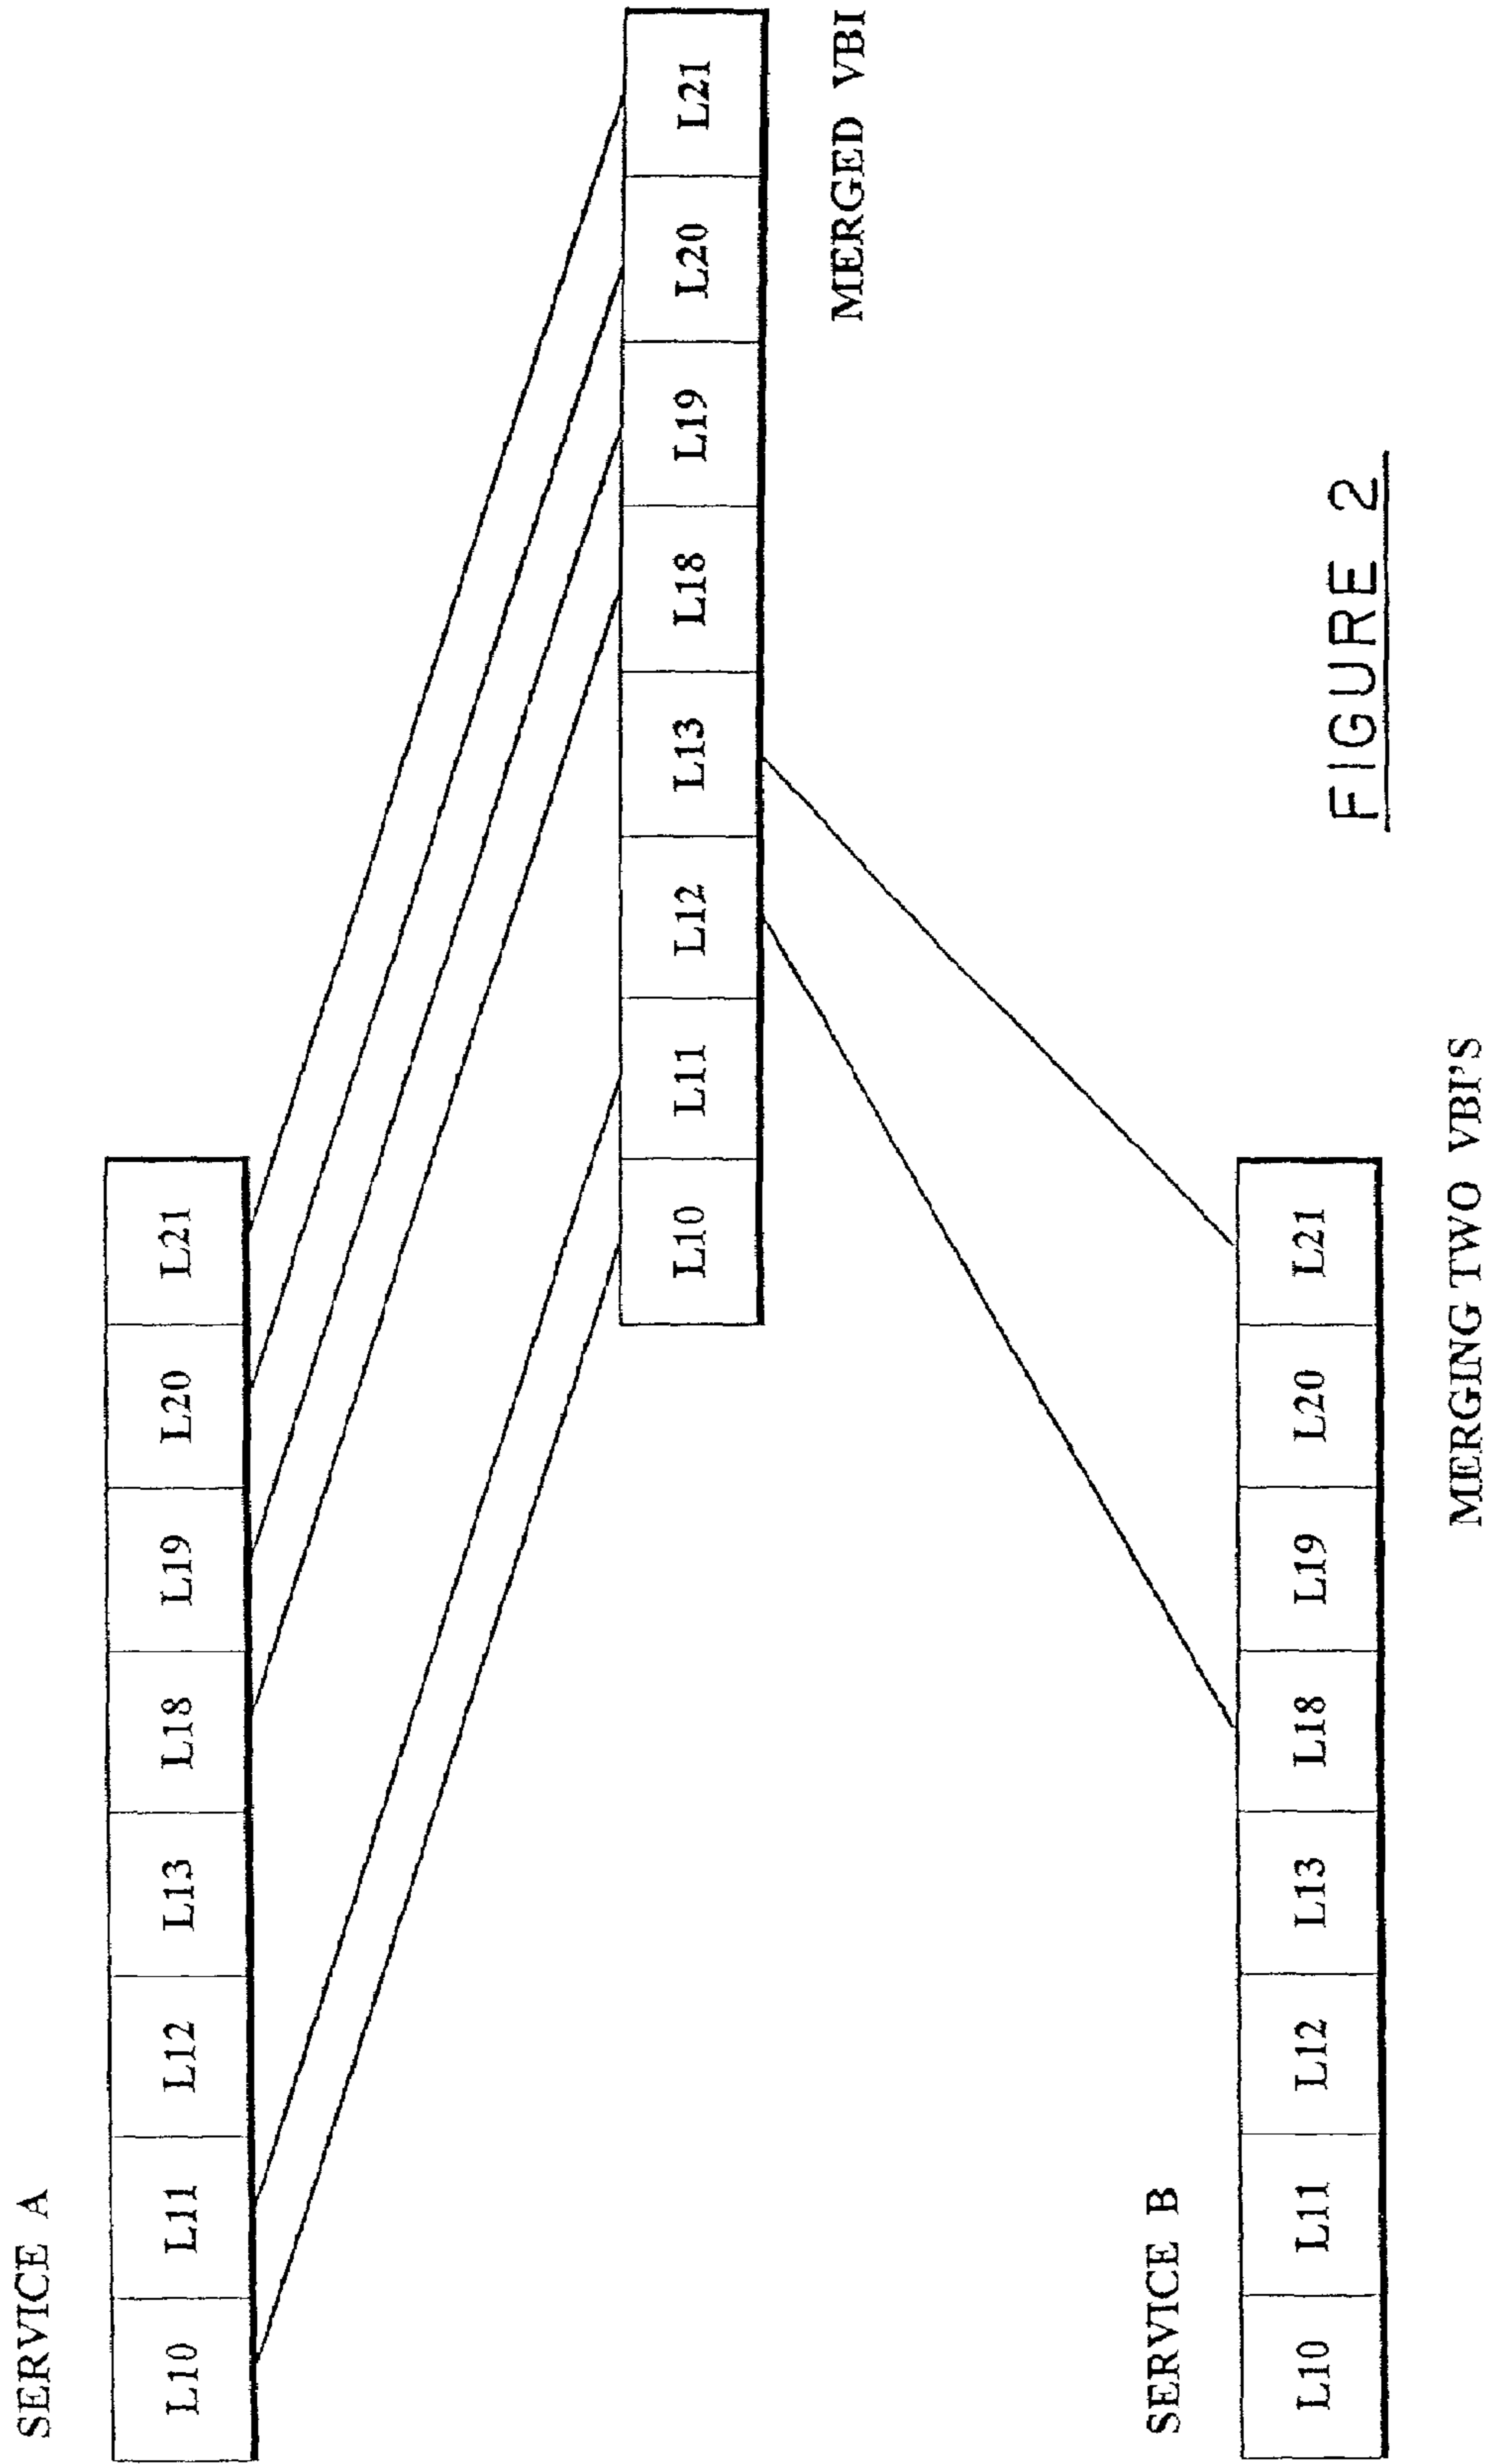 SERVICE A
L10 L11 L12 L13 L18 L19 L20 L21
L10 L11 L12 L13 L18 L19 L20 L21
MERGED VBI
SERVICE B
L10 L11 L12 L13 L18 L19 L20 L21
FIGURE 2
MERGING TWO VBI'S